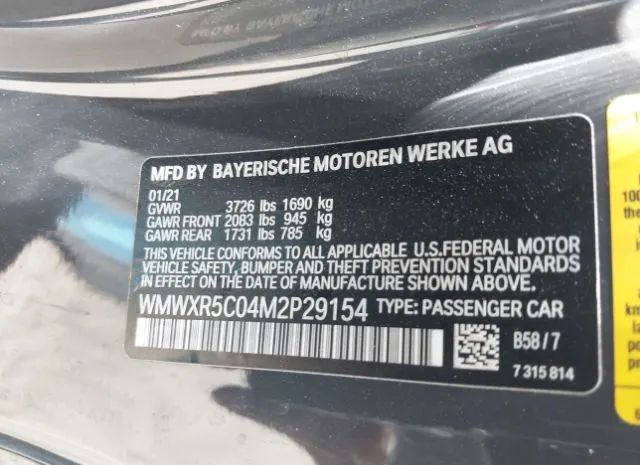 MFD BY BAYERISCHE MOTOREN WERKE AG
01/21
GVWR 3726 lbs 1690 kg
GAWR FRONT 2083 lbs 945 kg
GAWR REAR 1731 lbs 785 kg
THIS VEHICLE CONFORMS TO ALL APPLICABLE U.S.FEDERAL MOTOR
VEHICLE SAFETY, BUMPER AND THEFT PREVENTION STANDARDS
IN EFFECT ON THE DATE OF MANUFACTURE SHOWN ABOVE.
WMWXR5C04M2P29154 TYPE: PASSENGER CAR
B58/7
7 315 814
100
the